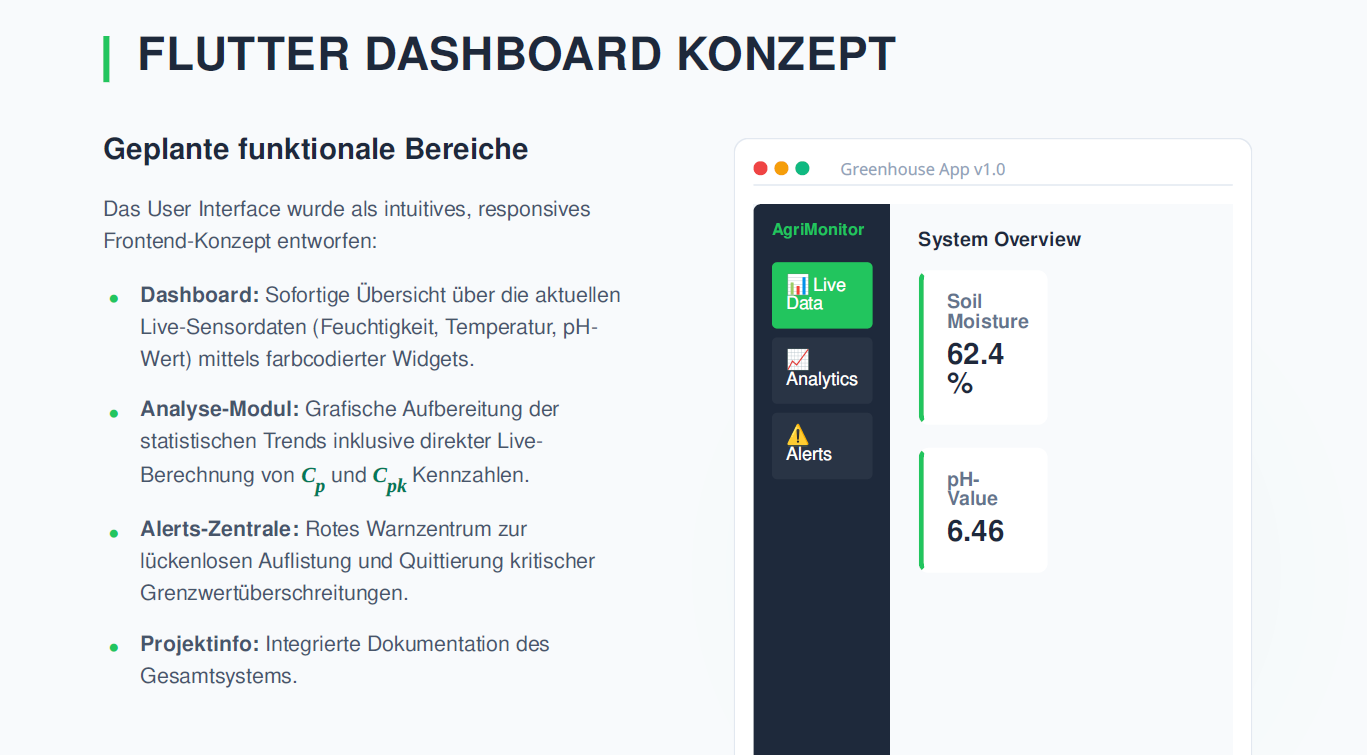 FLUTTER DASHBOARD KONZEPT
Geplante funktionale Bereiche
Das User Interface wurde als intuitives, responsives
Frontend-Konzept entworfen:
Dashboard: Sofortige Übersicht über die aktuellen
Live-Sensordaten (Feuchtigkeit, Temperatur, pH-
Wert) mittels farbcodierter Widgets.
Analyse-Modul: Grafische Aufbereitung der
statistischen Trends inklusive direkter Live-
Berechnung von Cp und Cpk Kennzahlen.
Alerts-Zentrale: Rotes Warnzentrum zur
lückenlosen Auflistung und Quittierung kritischer
Grenzwertüberschreitungen.
Projektinfo: Integrierte Dokumentation des
Gesamtsystems.
Greenhouse App v1.0
AgriMonitor
📊 Live
Data
📈
Analytics
⚠️
Alerts
System Overview
Soil
Moisture
62.4
%
pH-
Value
6.46